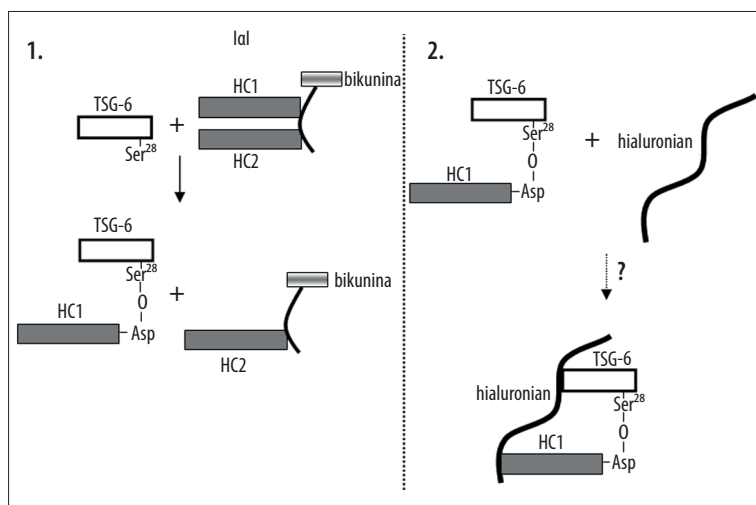 1.
IαI
TSG-6
Ser28
+
HC1
HC2
bikunina
TSG-6
Ser28
O
HC1
Asp
+
HC2
bikunina
2.
TSG-6
Ser28
O
HC1
Asp
+
hialuronian
?
hialuronian
TSG-6
Ser28
O
HC1
Asp